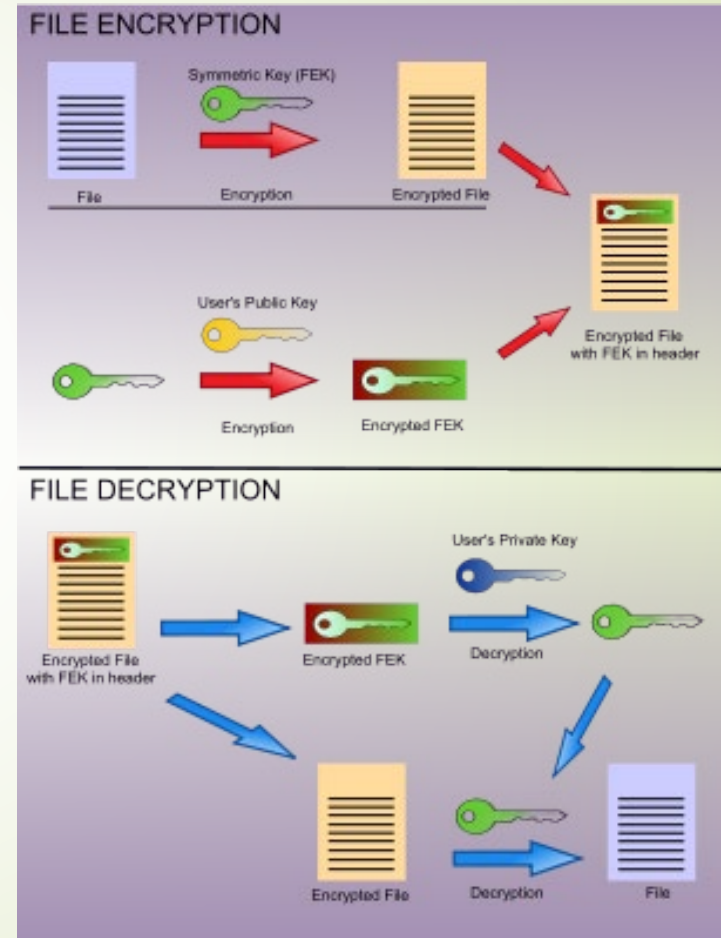 FILE ENCRYPTION
Symmetric Key (FEK)
File
Encryption
Encrypted File
User's Public Key
Encrypted File
with FEK in header
Encryption
Encrypted FEK
FILE DECRYPTION
User's Private Key
Encrypted File
with FEK in header
Encrypted FEK
Decryption
Encrypted File
Decryption
File